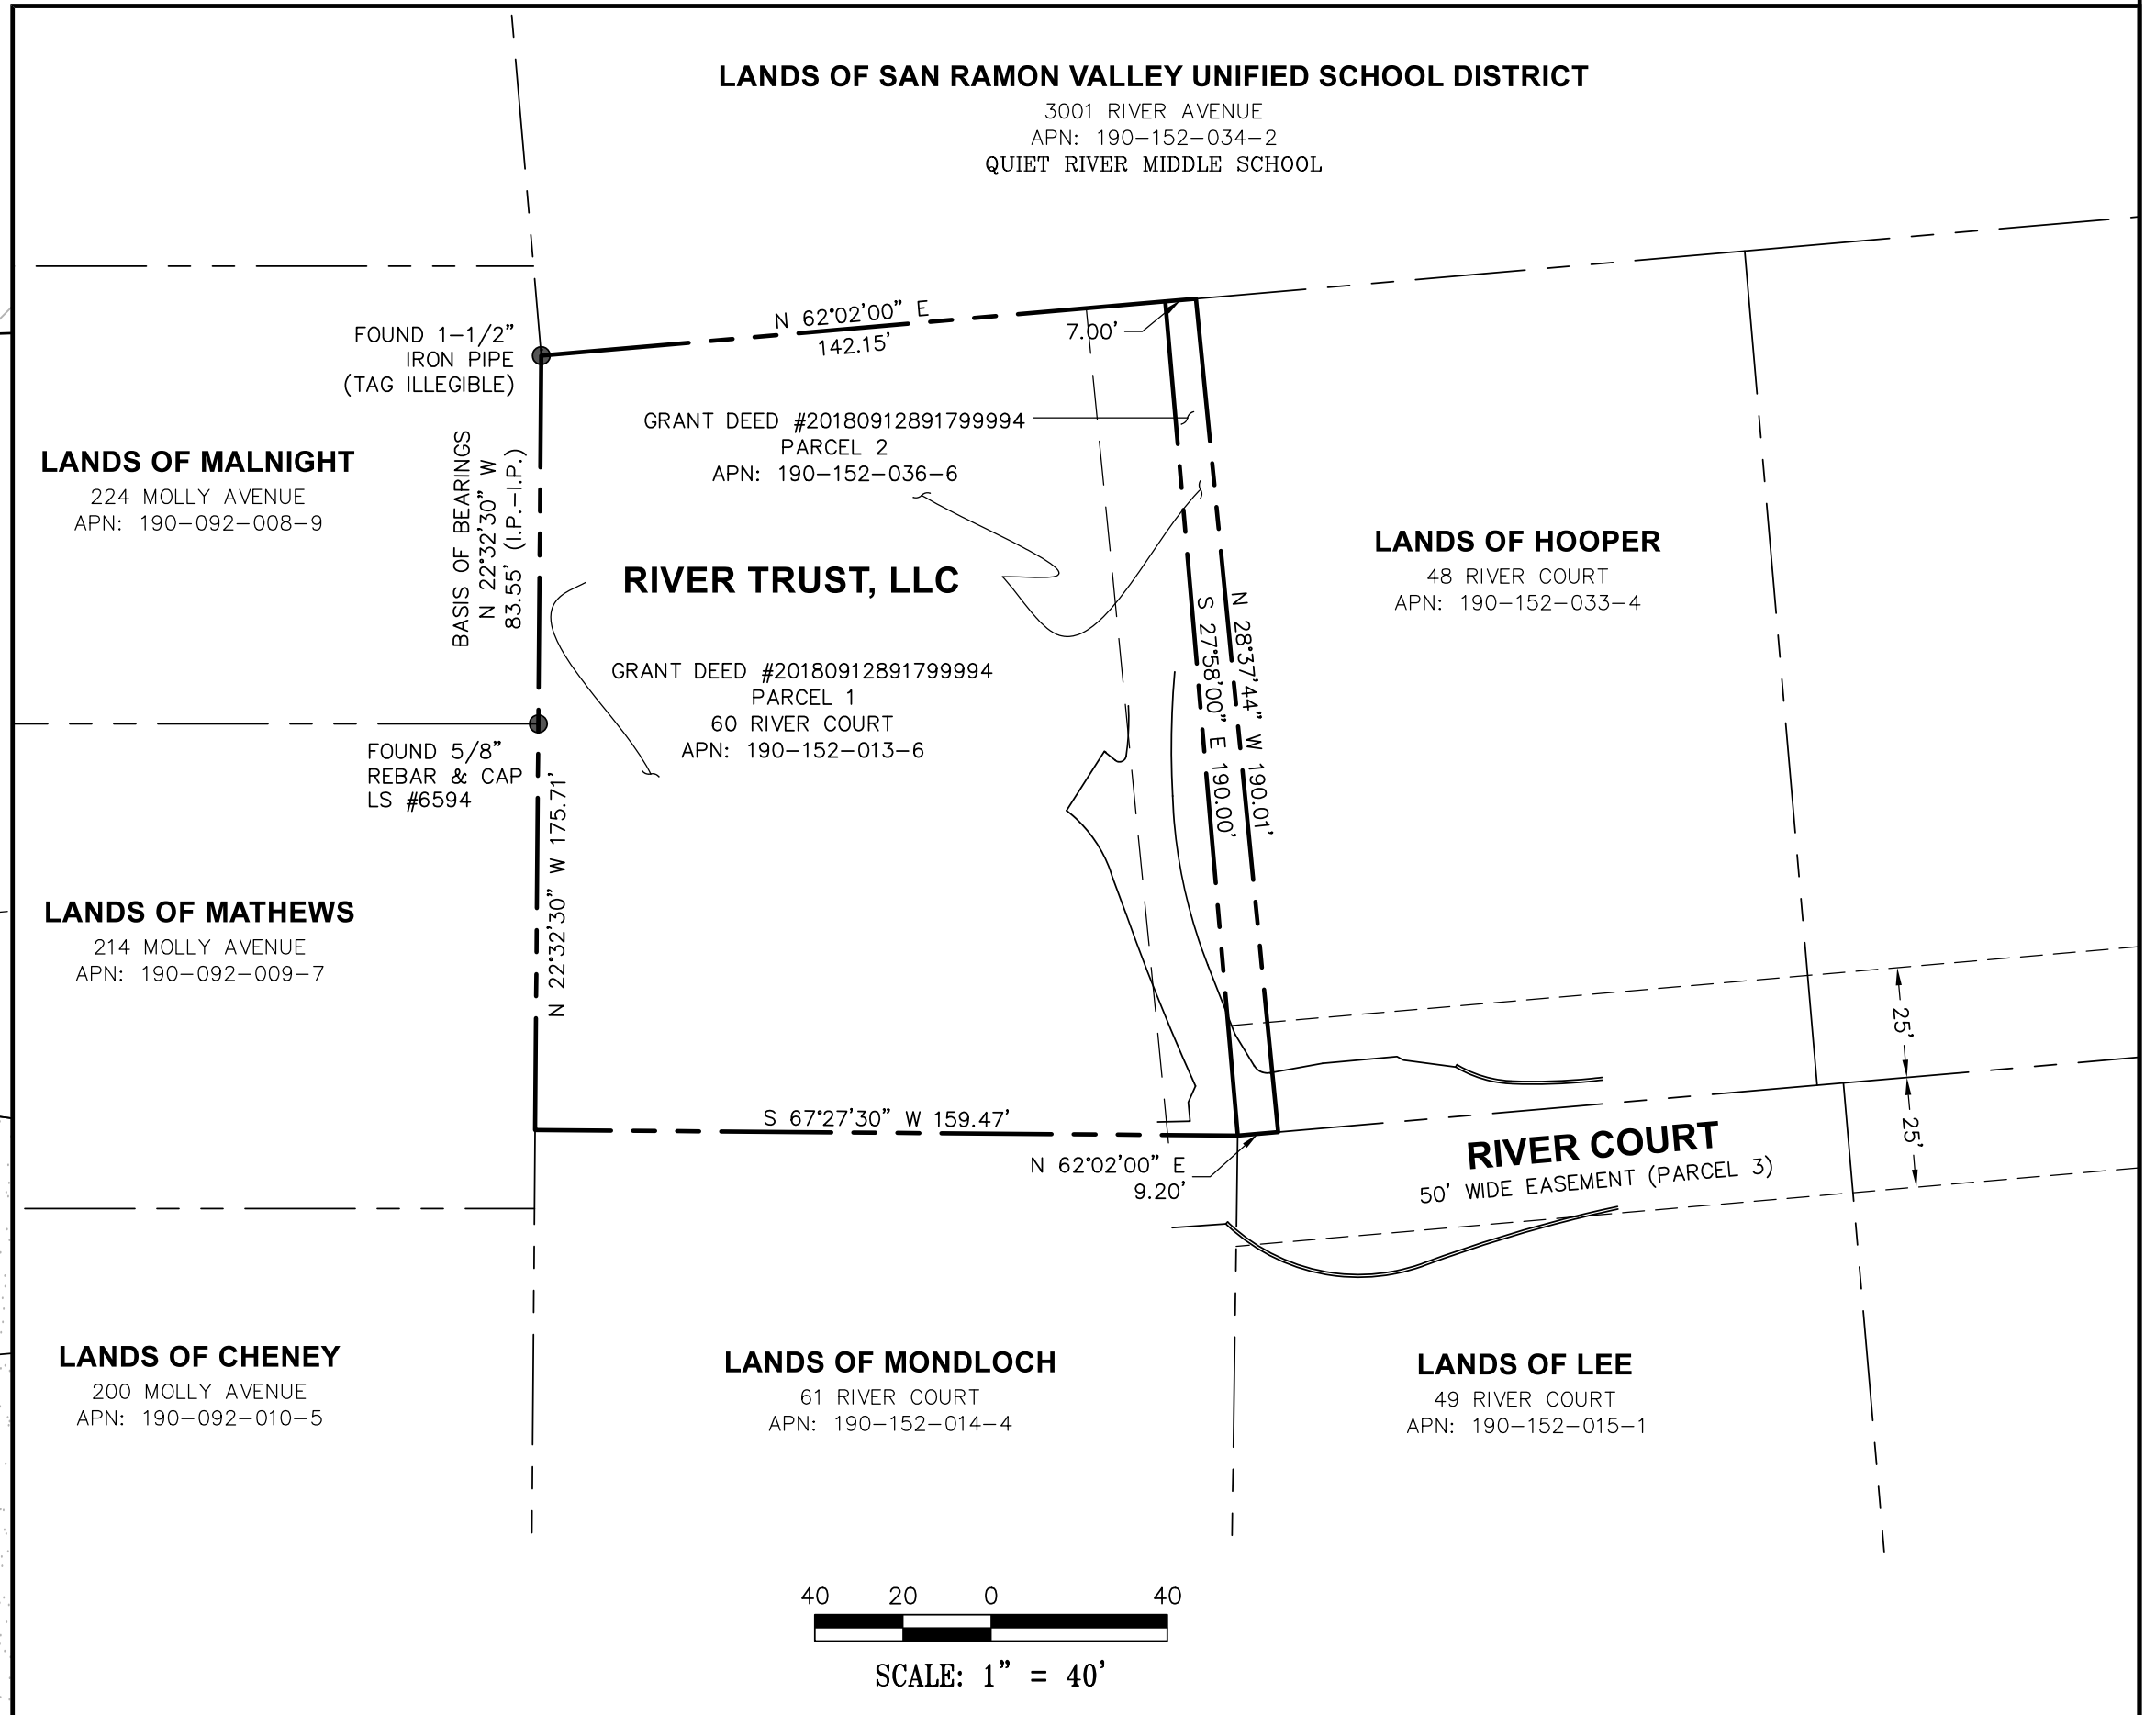 LANDS OF SAN RAMON VALLEY UNIFIED SCHOOL DISTRICT
3001 RIVER AVENUE
APN: 190-152-034-2
QUIET RIVER MIDDLE SCHOOL
N 62°02'00" E
142.15'
7.00'
FOUND 1-1/2"
IRON PIPE
(TAG ILLEGIBLE)
GRANT DEED #20180912891799994
PARCEL 2
APN: 190-152-036-6
LANDS OF MALNIGHT
224 MOLLY AVENUE
APN: 190-092-008-9
BASIS OF BEARINGS
N 22°32'30" W
83.55' (I.P.-I.P.)
RIVER TRUST, LLC
LANDS OF HOOPER
48 RIVER COURT
APN: 190-152-033-4
S 27°58'00" E 190.00'
N 28°37'44" W 190.01'
GRANT DEED #20180912891799994
PARCEL 1
60 RIVER COURT
APN: 190-152-013-6
FOUND 5/8"
REBAR & CAP
LS #6594
N 22°32'30" W 175.71'
LANDS OF MATHEWS
214 MOLLY AVENUE
APN: 190-092-009-7
25'
25'
S 67°27'30" W 159.47'
N 62°02'00" E
9.20'
RIVER COURT
50' WIDE EASEMENT (PARCEL 3)
LANDS OF CHENEY
200 MOLLY AVENUE
APN: 190-092-010-5
LANDS OF MONDLOCH
61 RIVER COURT
APN: 190-152-014-4
LANDS OF LEE
49 RIVER COURT
APN: 190-152-015-1
40 20 0 40
SCALE: 1" = 40'